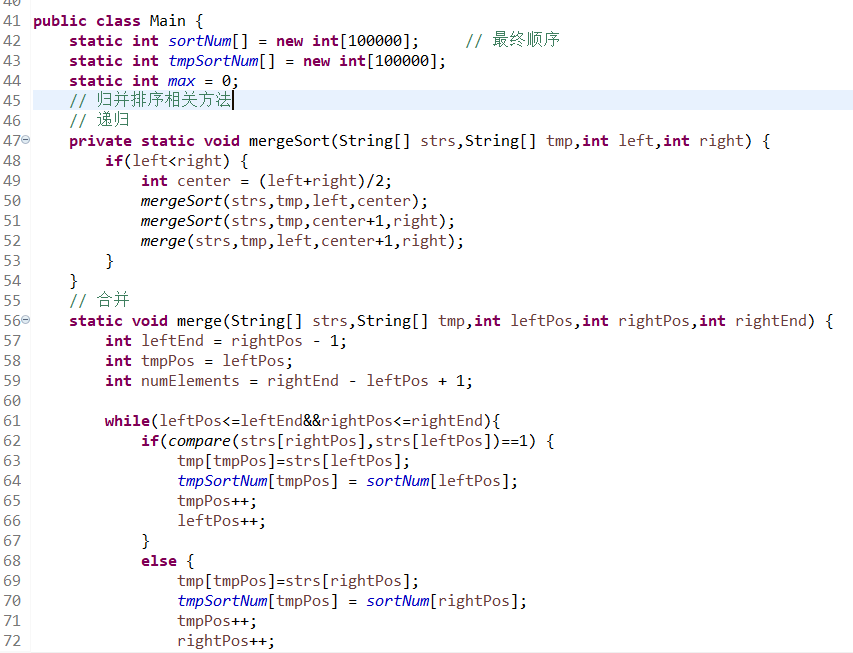 40
41 public class Main {
42     static int sortNum[] = new int[100000];     // 最终顺序
43     static int tmpSortNum[] = new int[100000];
44     static int max = 0;
45     // 归并排序相关方法
46     // 递归
47     private static void mergeSort(String[] strs,String[] tmp,int left,int right) {
48         if(left<right) {
49             int center = (left+right)/2;
50             mergeSort(strs,tmp,left,center);
51             mergeSort(strs,tmp,center+1,right);
52             merge(strs,tmp,left,center+1,right);
53         }
54     }
55     // 合并
56     static void merge(String[] strs,String[] tmp,int leftPos,int rightPos,int rightEnd) {
57         int leftEnd = rightPos - 1;
58         int tmpPos = leftPos;
59         int numElements = rightEnd - leftPos + 1;
60
61         while(leftPos<=leftEnd&&rightPos<=rightEnd){
62             if(compare(strs[rightPos],strs[leftPos])==1) {
63                 tmp[tmpPos]=strs[leftPos];
64                 tmpSortNum[tmpPos] = sortNum[leftPos];
65                 tmpPos++;
66                 leftPos++;
67             }
68             else {
69                 tmp[tmpPos]=strs[rightPos];
70                 tmpSortNum[tmpPos] = sortNum[rightPos];
71                 tmpPos++;
72                 rightPos++;